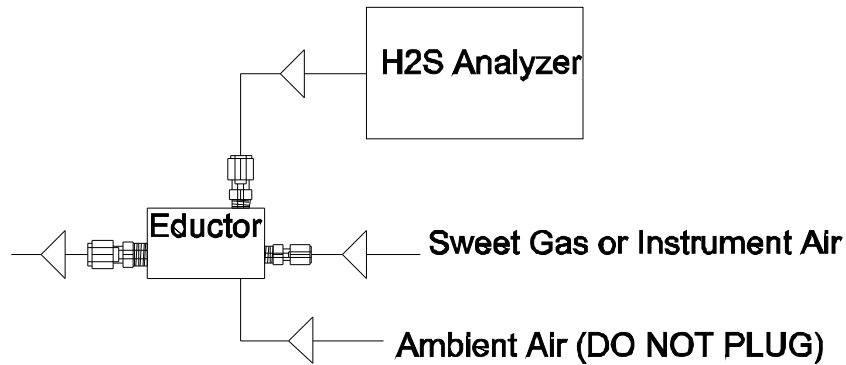 H2S Analyzer
Eductor
Sweet Gas or Instrument Air
Ambient Air (DO NOT PLUG)